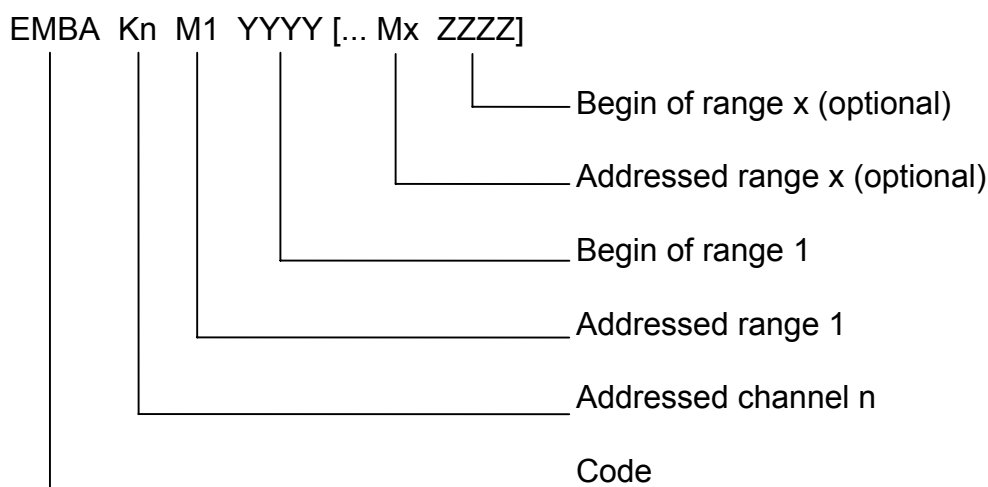 EMBA Kn M1 YYYY [... Mx ZZZZ]
Begin of range x (optional)
Addressed range x (optional)
Begin of range 1
Addressed range 1
Addressed channel n
Code